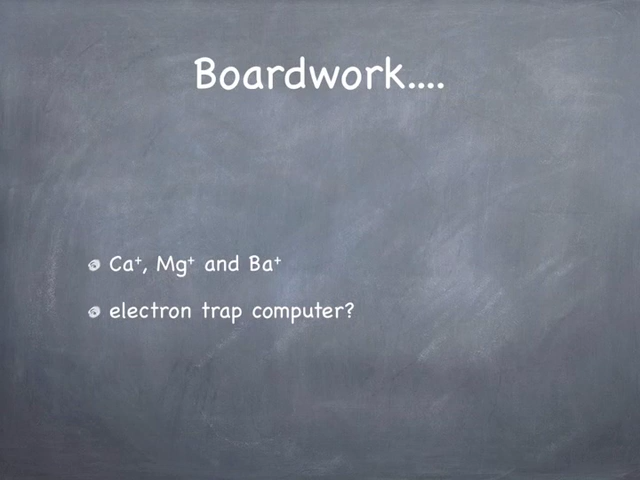 Boardwork....
Ca⁺, Mg⁺ and Ba⁺
electron trap computer?